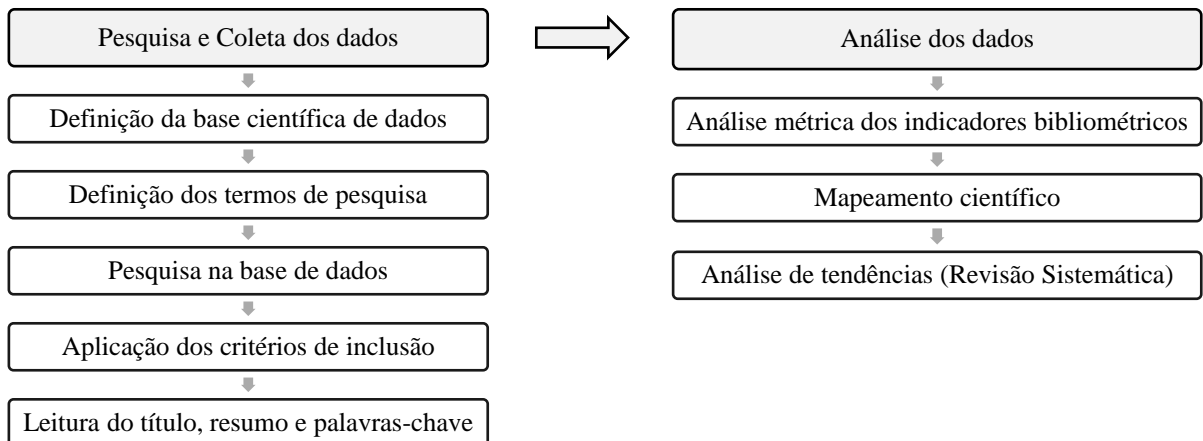 Pesquisa e Coleta dos dados
Definição da base científica de dados
Definição dos termos de pesquisa
Pesquisa na base de dados
Aplicação dos critérios de inclusão
Leitura do título, resumo e palavras-chave
Análise dos dados
Análise métrica dos indicadores bibliométricos
Mapeamento científico
Análise de tendências (Revisão Sistemática)